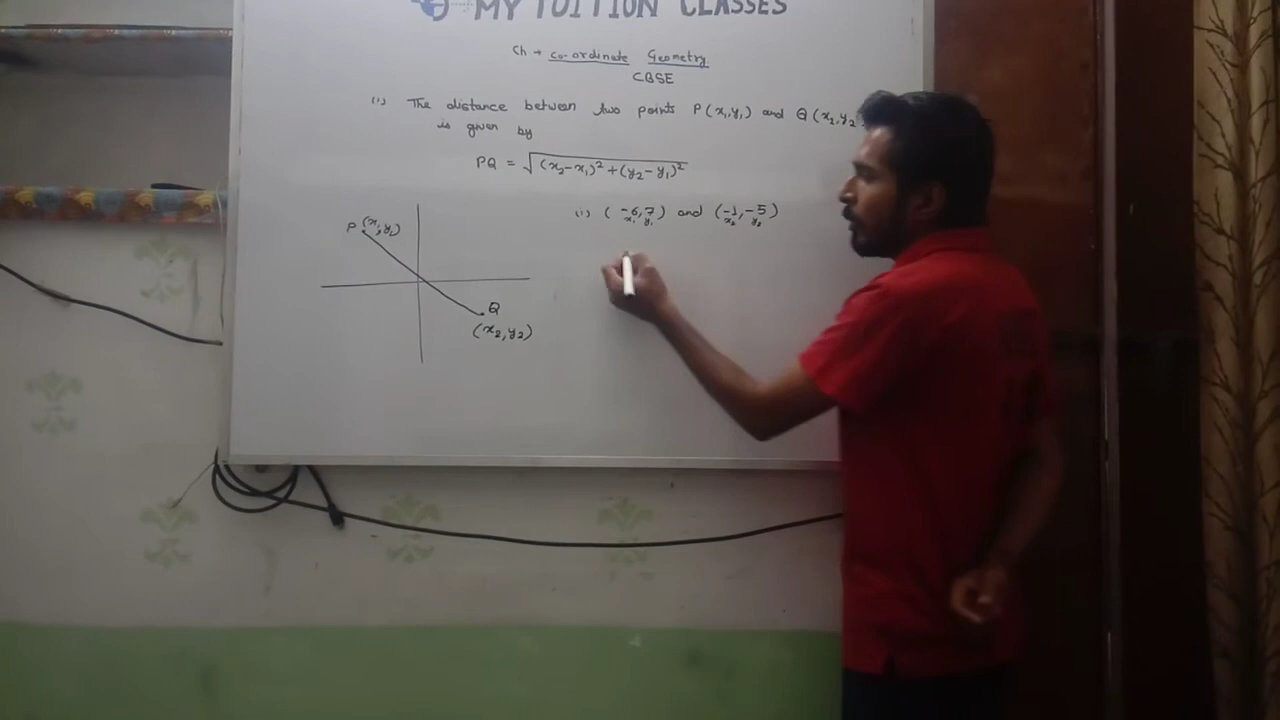 MY TUITION CLASSES
Ch → co-ordinate Geometry
CBSE
(1) The distance between two points P(x₁,y₁) and Q(x₂,y₂
is given by
PQ = √(x₂-x₁)² + (y₂-y₁)²
(i) (-6,7) and (-1,-5)
x₁ y₁ x₂ y₂
P (x₁,y₁)
Q
(x₂,y₂)